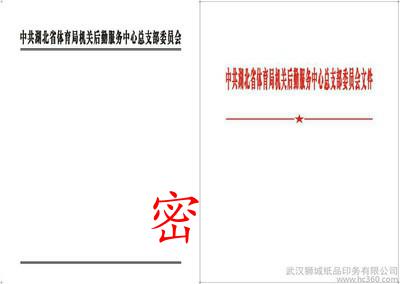 中共湖北省体育局机关后勤服务中心总支部委员会
中共湖北省体育局机关后勤服务中心总支部委员会文件
密
武汉狮城纸品印务有限公司
www.hc360.com